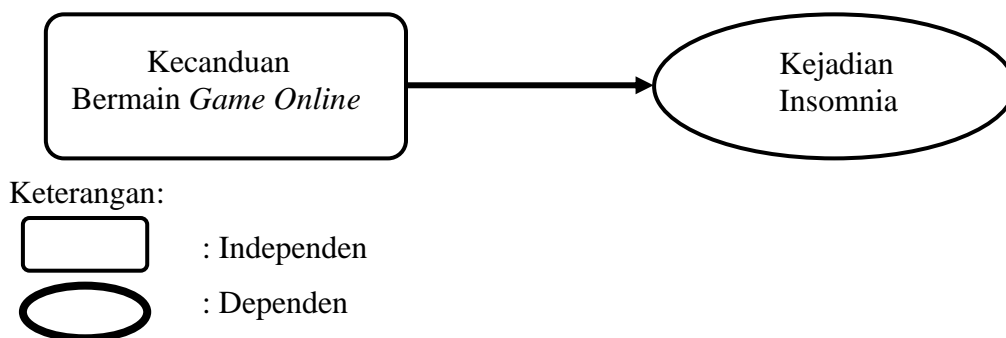 Kecanduan
Bermain Game Online
Kejadian
Insomnia
Keterangan:
: Independen
: Dependen